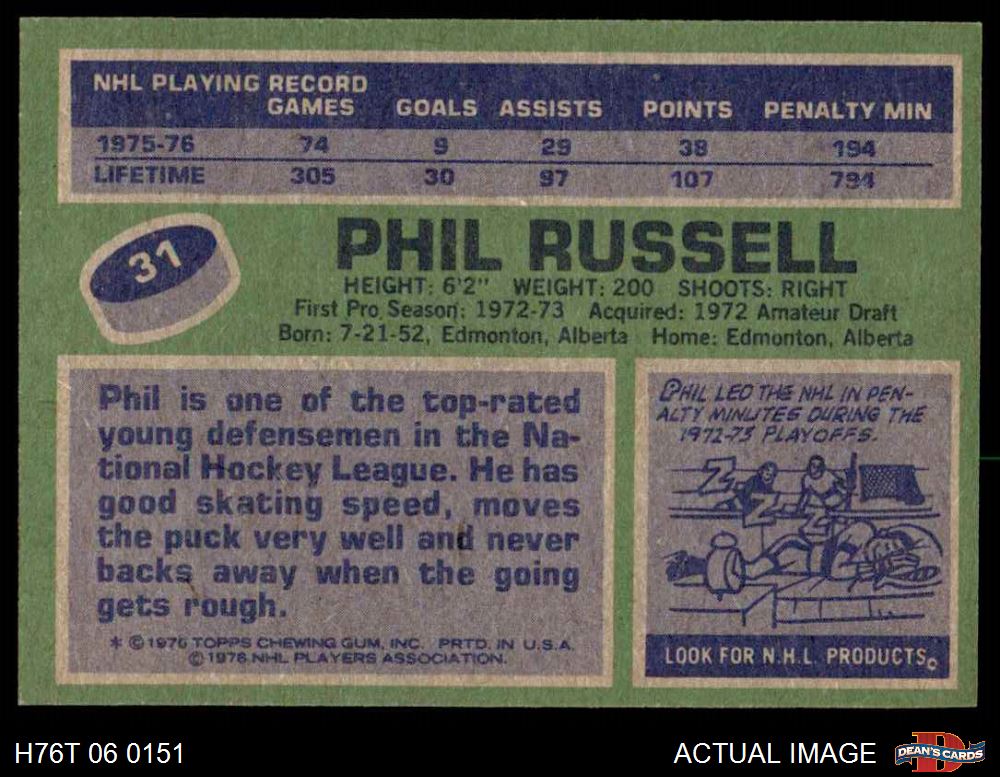 NHL PLAYING RECORD
GAMES GOALS ASSISTS POINTS PENALTY MIN
1975-76 74 9 29 38 194
LIFETIME 305 30 97 107 794
31
PHIL RUSSELL
HEIGHT: 6'2" WEIGHT: 200 SHOOTS: RIGHT
First Pro Season: 1972-73 Acquired: 1972 Amateur Draft
Born: 7-21-52, Edmonton, Alberta Home: Edmonton, Alberta
Phil is one of the top-rated
young defensemen in the Na-
tional Hockey League. He has
good skating speed, moves
the puck very well and never
backs away when the going
gets rough.
* © 1976 TOPPS CHEWING GUM, INC. PRTD. IN U.S.A.
© 1976 NHL PLAYERS ASSOCIATION.
PHIL LED THE NHL IN PEN-
ALTY MINUTES DURING THE
1972-73 PLAYOFFS.
Z
Z
Z
LOOK FOR N.H.L. PRODUCTS©
H76T 06 0151
ACTUAL IMAGE
D
DEAN'S CARDS